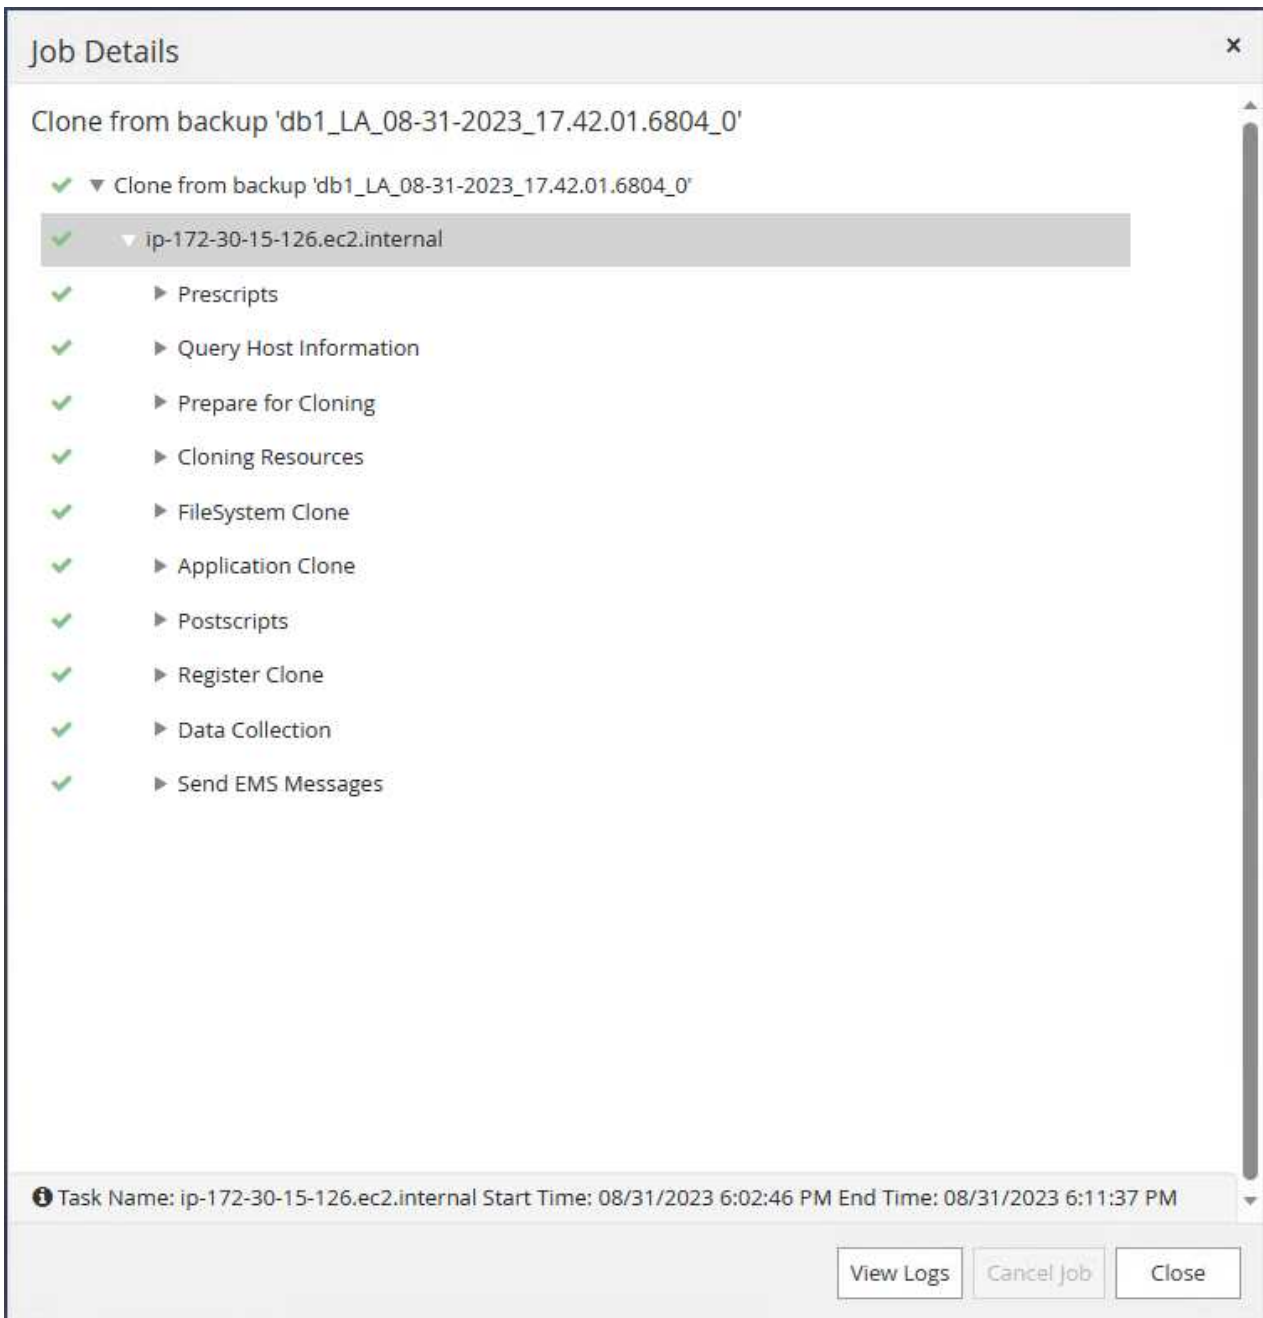 Job Details
Clone from backup 'db1_LA_08-31-2023_17.42.01.6804_0'
Clone from backup 'db1_LA_08-31-2023_17.42.01.6804_0'
ip-172-30-15-126.ec2.internal
Prescripts
Query Host Information
Prepare for Cloning
Cloning Resources
FileSystem Clone
Application Clone
Postscripts
Register Clone
Data Collection
Send EMS Messages
Task Name: ip-172-30-15-126.ec2.internal Start Time: 08/31/2023 6:02:46 PM End Time: 08/31/2023 6:11:37 PM
View Logs Cancel Job Close